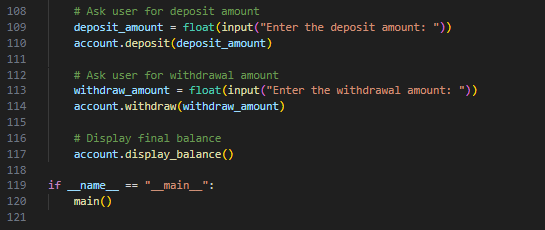 108 # Ask user for deposit amount
109 deposit_amount = float(input("Enter the deposit amount: "))
110 account.deposit(deposit_amount)
111
112 # Ask user for withdrawal amount
113 withdraw_amount = float(input("Enter the withdrawal amount: "))
114 account.withdraw(withdraw_amount)
115
116 # Display final balance
117 account.display_balance()
118
119 if __name__ == "__main__":
120 main()
121